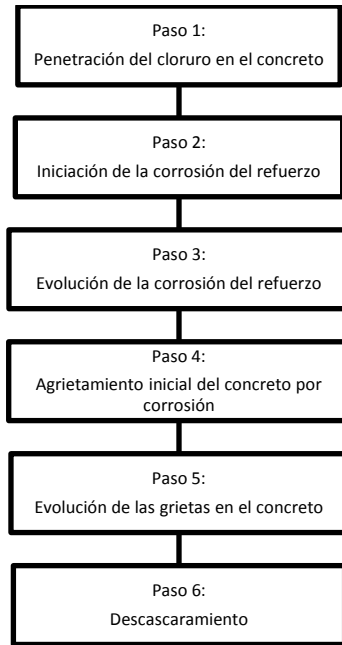 Paso 1:
Penetración del cloruro en el concreto
Paso 2:
Iniciación de la corrosión del refuerzo
Paso 3:
Evolución de la corrosión del refuerzo
Paso 4:
Agrietamiento inicial del concreto por
corrosión
Paso 5:
Evolución de las grietas en el concreto
Paso 6:
Descascaramiento